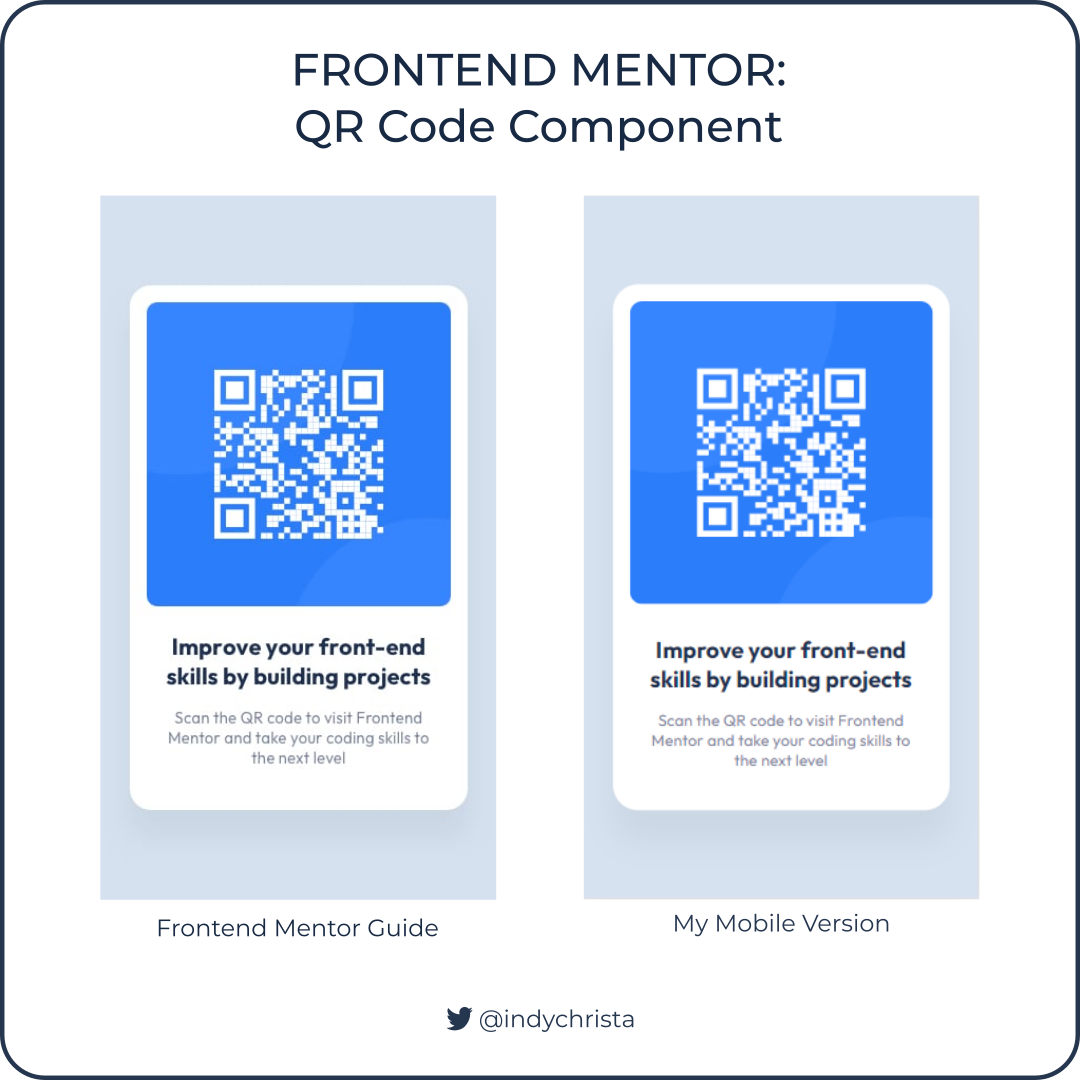 FRONTEND MENTOR:
QR Code Component
Improve your front-end
skills by building projects
Scan the QR code to visit Frontend
Mentor and take your coding skills to
the next level
Frontend Mentor Guide
Improve your front-end
skills by building projects
Scan the QR code to visit Frontend
Mentor and take your coding skills to
the next level
My Mobile Version
@indychrista